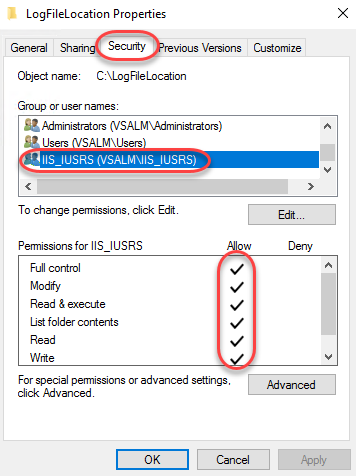 LogFileLocation Properties
General Sharing Security Previous Versions Customize
Object name: C:\LogFileLocation
Group or user names:
Administrators (VSALM\Administrators)
Users (VSALM\Users)
IIS_IUSRS (VSALM\IIS_IUSRS)
To change permissions, click Edit.
Edit...
Permissions for IIS_IUSRS Allow Deny
Full control
Modify
Read & execute
List folder contents
Read
Write
For special permissions or advanced settings,
click Advanced.
Advanced
OK Cancel Apply